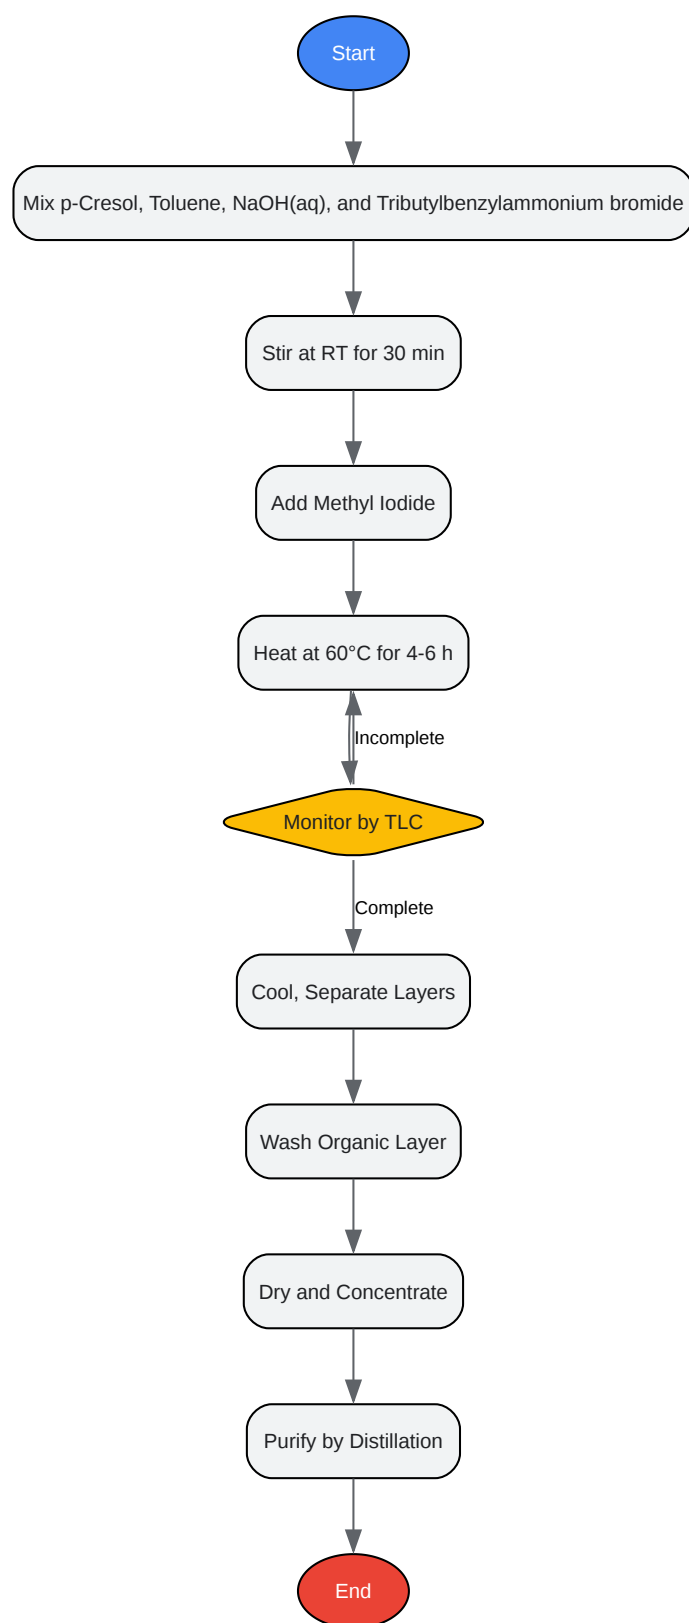 Start
Mix p-Cresol, Toluene, NaOH(aq), and Tributylbenzylammonium bromide
Stir at RT for 30 min
Add Methyl Iodide
Heat at 60°C for 4-6 h
Incomplete
Monitor by TLC
Complete
Cool, Separate Layers
Wash Organic Layer
Dry and Concentrate
Purify by Distillation
End